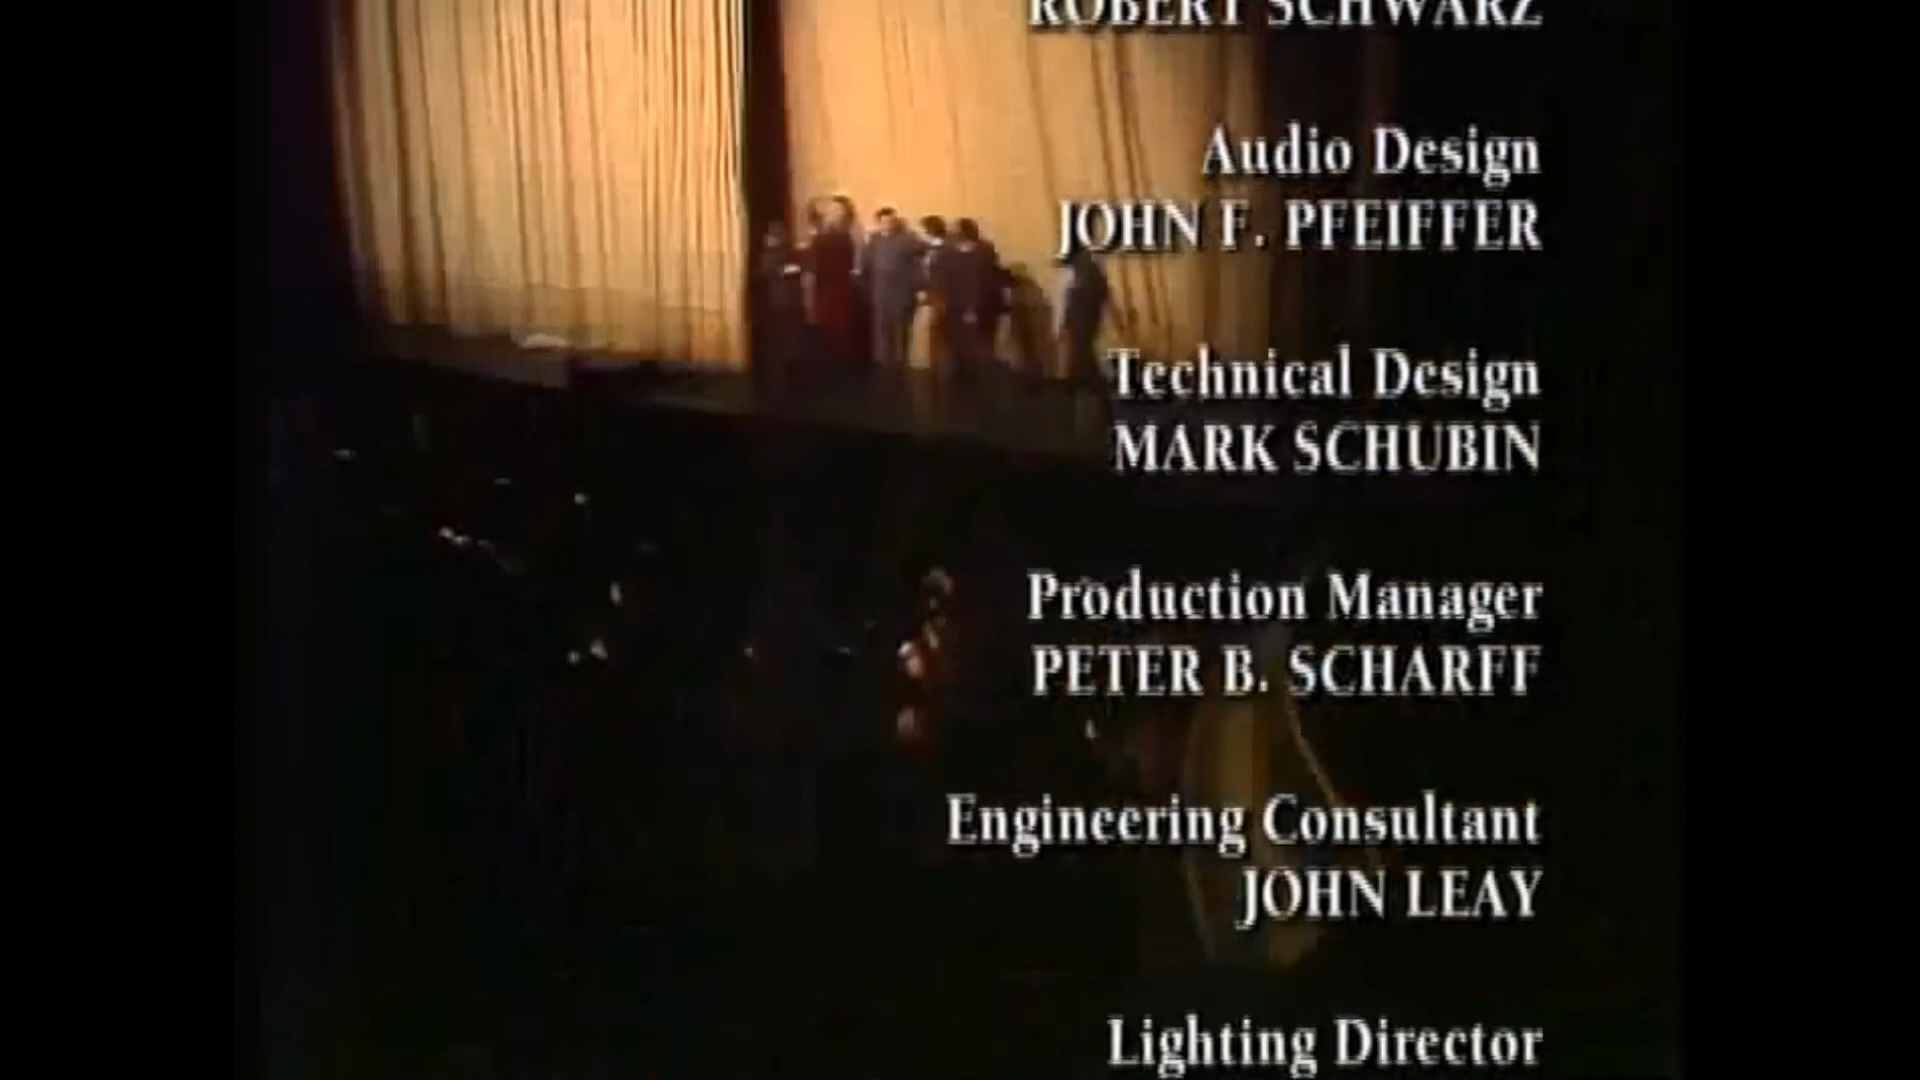 ROBERT SCHWARZ
Audio Design
JOHN F. PFEIFFER
Technical Design
MARK SCHUBIN
Production Manager
PETER B. SCHARFF
Engineering Consultant
JOHN LEAY
Lighting Director